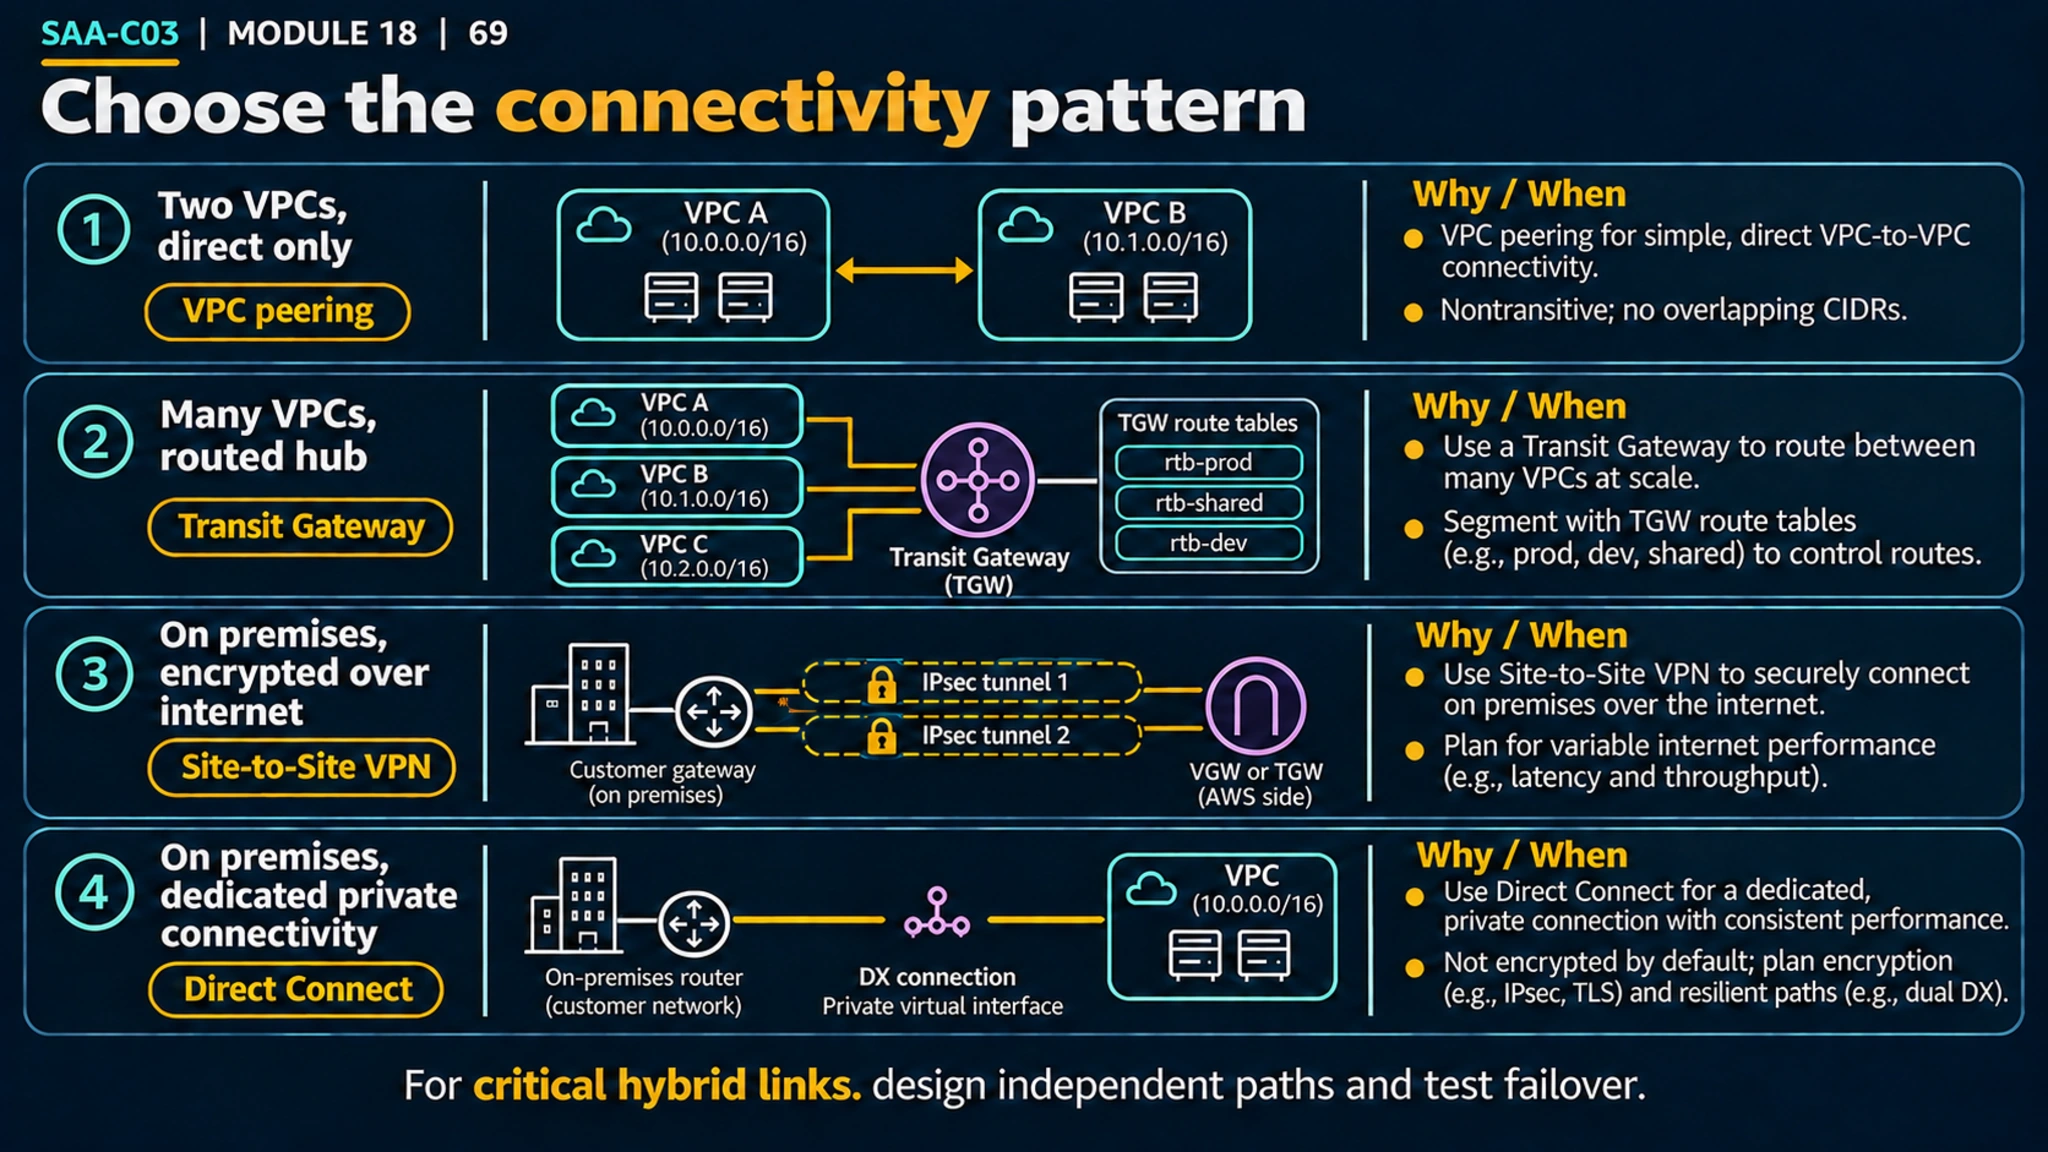 SAA-C03 | MODULE 18 | 69
Choose the connectivity pattern
1
Two VPCs,
direct only
VPC peering
VPC A
(10.0.0.0/16)
VPC B
(10.1.0.0/16)
Why / When
VPC peering for simple, direct VPC-to-VPC
connectivity.
Nontransitive; no overlapping CIDRs.
2
Many VPCs,
routed hub
Transit Gateway
VPC A
(10.0.0.0/16)
VPC B
(10.1.0.0/16)
VPC C
(10.2.0.0/16)
Transit Gateway
(TGW)
TGW route tables
rtb-prod
rtb-shared
rtb-dev
Why / When
Use a Transit Gateway to route between
many VPCs at scale.
Segment with TGW route tables
(e.g., prod, dev, shared) to control routes.
3
On premises,
encrypted over
internet
Site-to-Site VPN
Customer gateway
(on premises)
IPsec tunnel 1
IPsec tunnel 2
VGW or TGW
(AWS side)
Why / When
Use Site-to-Site VPN to securely connect
on premises over the internet.
Plan for variable internet performance
(e.g., latency and throughput).
4
On premises,
dedicated private
connectivity
Direct Connect
On-premises router
(customer network)
DX connection
Private virtual interface
VPC
(10.0.0.0/16)
Why / When
Use Direct Connect for a dedicated,
private connection with consistent performance.
Not encrypted by default; plan encryption
(e.g., IPsec, TLS) and resilient paths (e.g., dual DX).
For critical hybrid links. design independent paths and test failover.